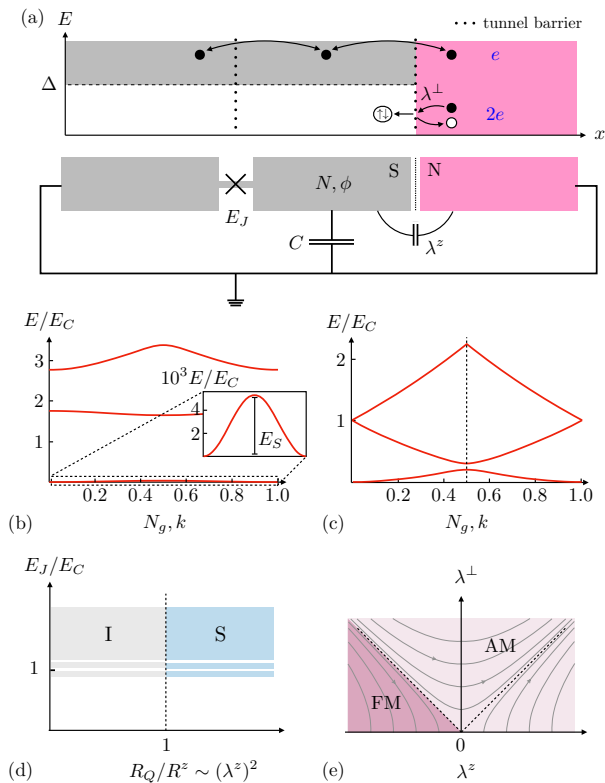 (a)
E
tunnel barrier
e
Δ
λ^⊥
↑↓
2e
x
S N
N, ϕ
E_J
C
λ^z
E/E_C
3
2
1
10^3 E/E_C
4
2
E_S
0.2 0.4 0.6 0.8 1.0
(b) N_g, k
E/E_C
2
1
0.2 0.4 0.6 0.8 1.0
(c) N_g, k
E_J/E_C
I S
1
1
(d) R_Q/R^z ∼ (λ^z)^2
λ^⊥
AM
FM
0
(e) λ^z